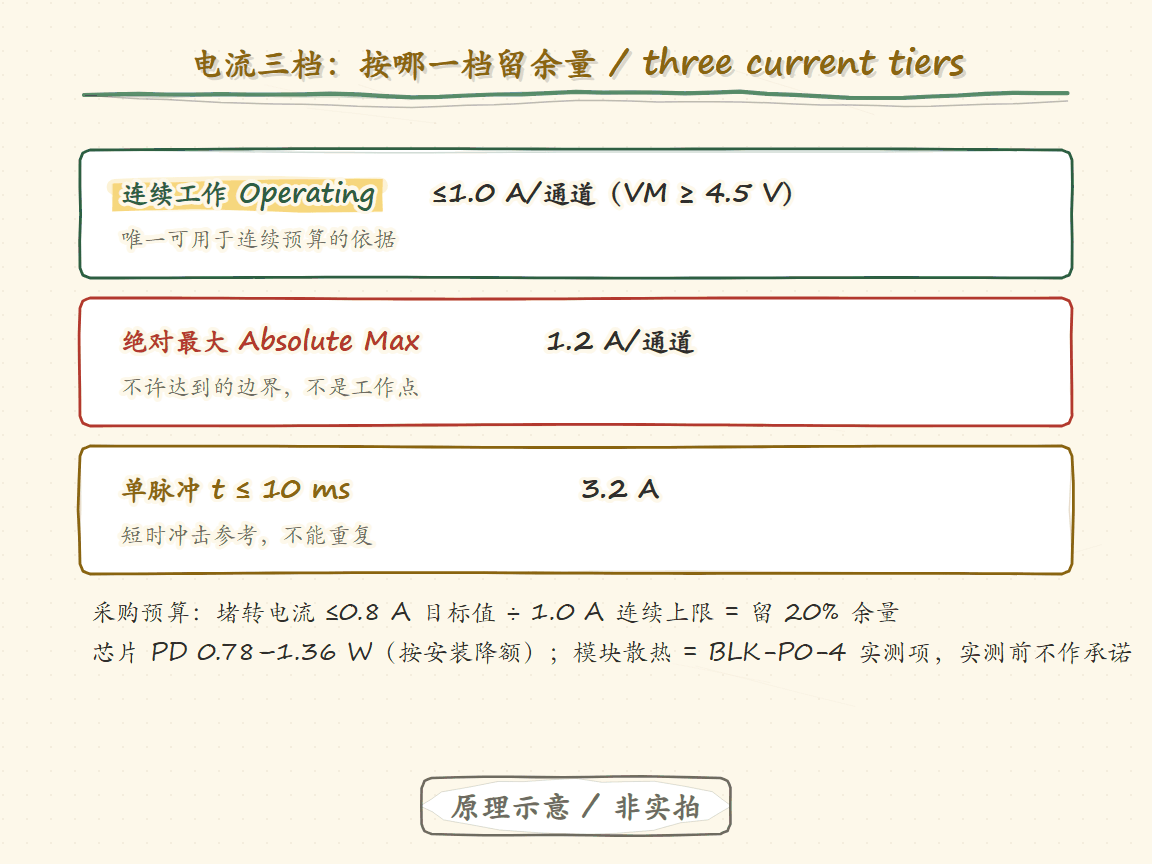 电流三档：按哪一档留余量 / three current tiers
连续工作 Operating ≤1.0 A/通道（VM ≥ 4.5 V）
唯一可用于连续预算的依据
绝对最大 Absolute Max 1.2 A/通道
不许达到的边界，不是工作点
单脉冲 t ≤ 10 ms 3.2 A
短时冲击参考，不能重复
采购预算：堵转电流 ≤0.8 A 目标值 ÷ 1.0 A 连续上限 = 留 20% 余量
芯片 PD 0.78–1.36 W（按安装降额）；模块散热 = BLK-P0-4 实测项，实测前不作承诺
原理示意 / 非实拍